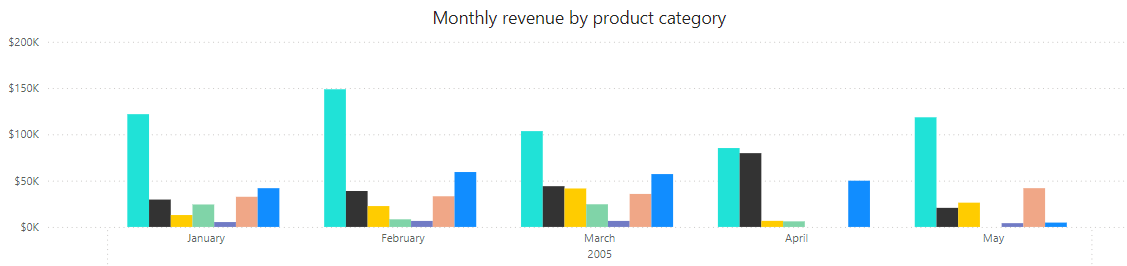 Monthly revenue by product category
$200K
$150K
$100K
$50K
$0K
January February March April May
2005